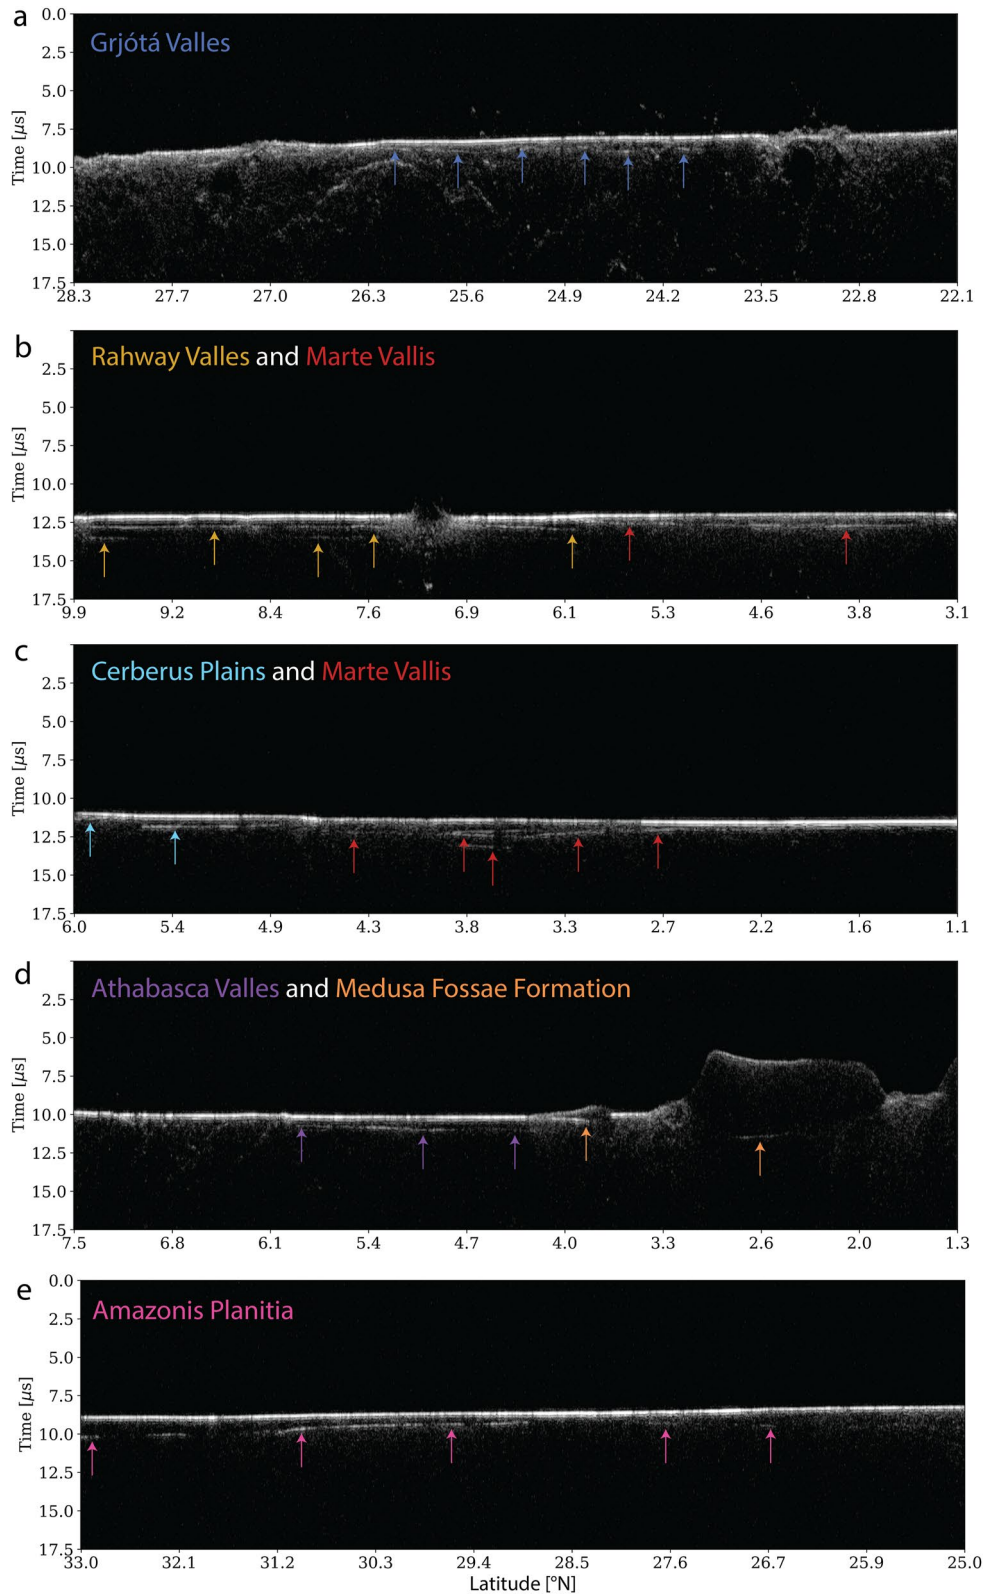 a
Grjótá Valles
Time [μs]
0.0
2.5
5.0
7.5
10.0
12.5
15.0
17.5
28.3 27.7 27.0 26.3 25.6 24.9 24.2 23.5 22.8 22.1
b
Rahway Valles and Marte Vallis
Time [μs]
2.5
5.0
7.5
10.0
12.5
15.0
17.5
9.9 9.2 8.4 7.6 6.9 6.1 5.3 4.6 3.8 3.1
c
Cerberus Plains and Marte Vallis
Time [μs]
2.5
5.0
7.5
10.0
12.5
15.0
17.5
6.0 5.4 4.9 4.3 3.8 3.3 2.7 2.2 1.6 1.1
d
Athabasca Valles and Medusa Fossae Formation
Time [μs]
2.5
5.0
7.5
10.0
12.5
15.0
17.5
7.5 6.8 6.1 5.4 4.7 4.0 3.3 2.6 2.0 1.3
e
Amazonis Planitia
Time [μs]
0.0
2.5
5.0
7.5
10.0
12.5
15.0
17.5
33.0 32.1 31.2 30.3 29.4 28.5 27.6 26.7 25.9 25.0
Latitude [°N]